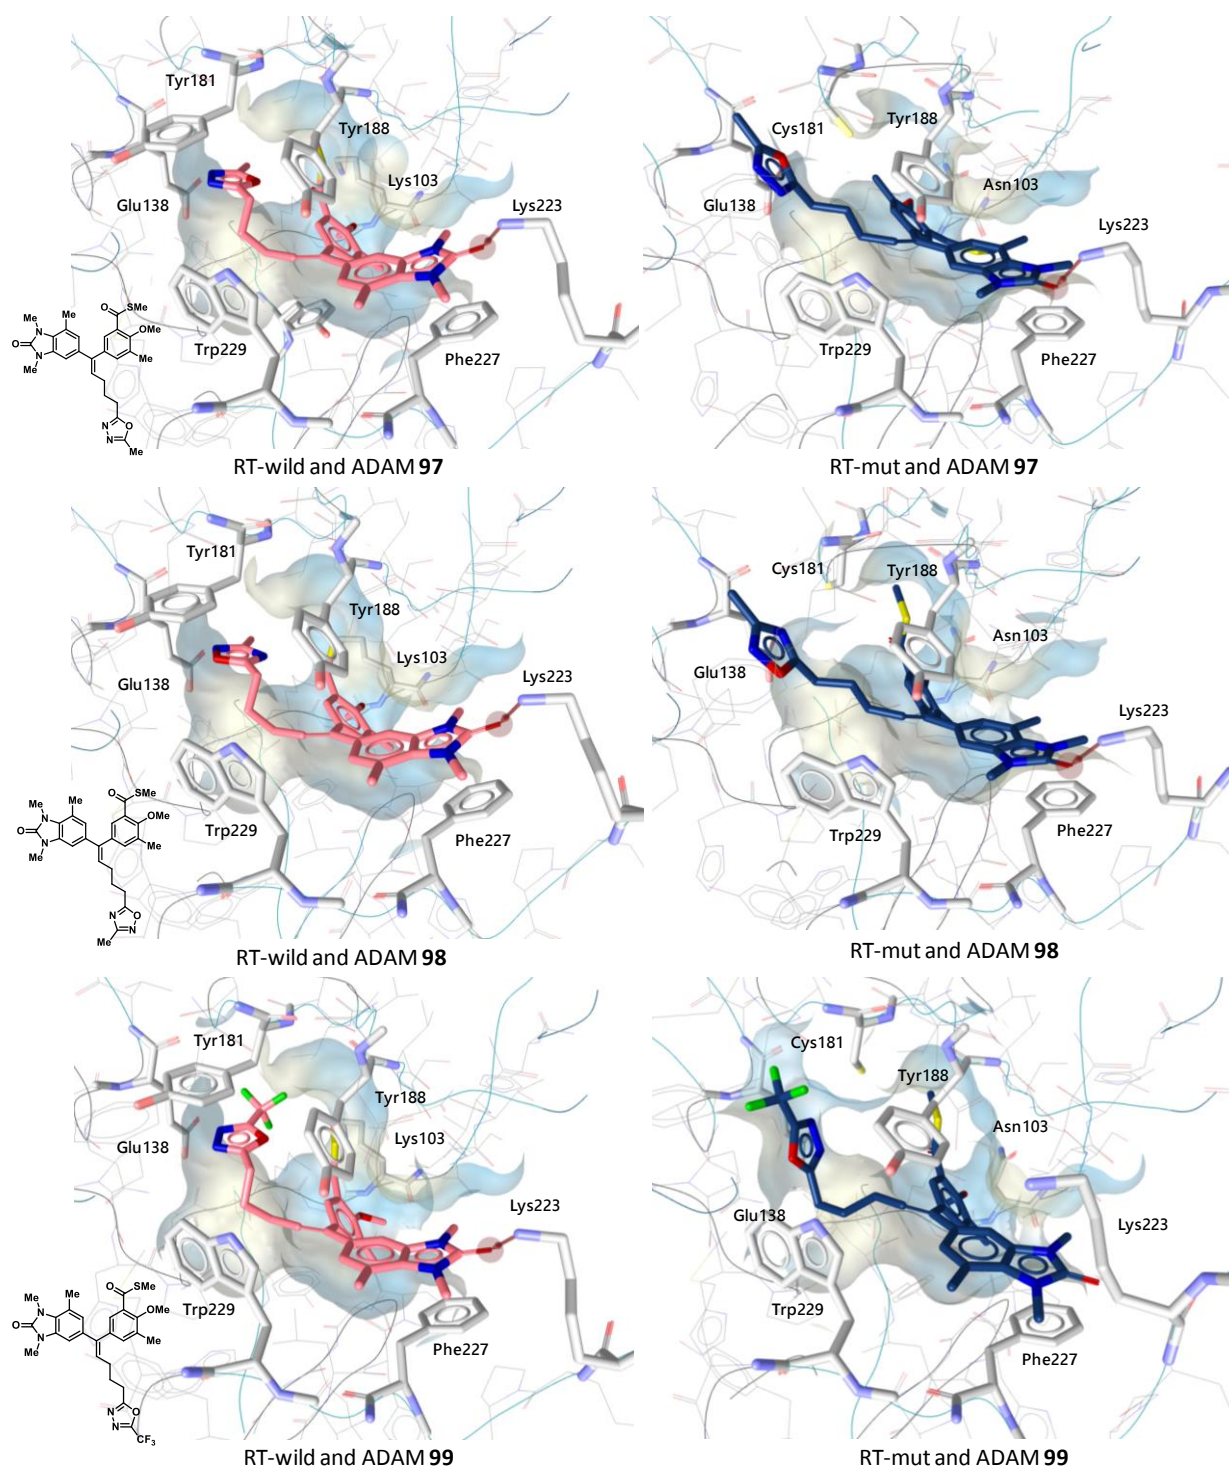 Tyr181
Tyr188
Lys103
Glu138
Lys223
Trp229
Phe227
O
SMe
Me
Me
N
OMe
O
N
Me
Me
N
O
N
Me
RT-wild and ADAM 97
Cys181
Tyr188
Asn103
Glu138
Lys223
Trp229
Phe227
RT-mut and ADAM 97
Tyr181
Tyr188
Lys103
Glu138
Lys223
Trp229
Phe227
O
SMe
Me
Me
N
OMe
O
N
Me
Me
N
O
N
Me
RT-wild and ADAM 98
Cys181
Tyr188
Asn103
Glu138
Lys223
Trp229
Phe227
RT-mut and ADAM 98
Tyr181
Tyr188
Lys103
Glu138
Lys223
Trp229
Phe227
O
SMe
Me
Me
N
OMe
O
N
Me
Me
N
O
N
CF3
RT-wild and ADAM 99
Cys181
Tyr188
Asn103
Glu138
Lys223
Trp229
Phe227
RT-mut and ADAM 99